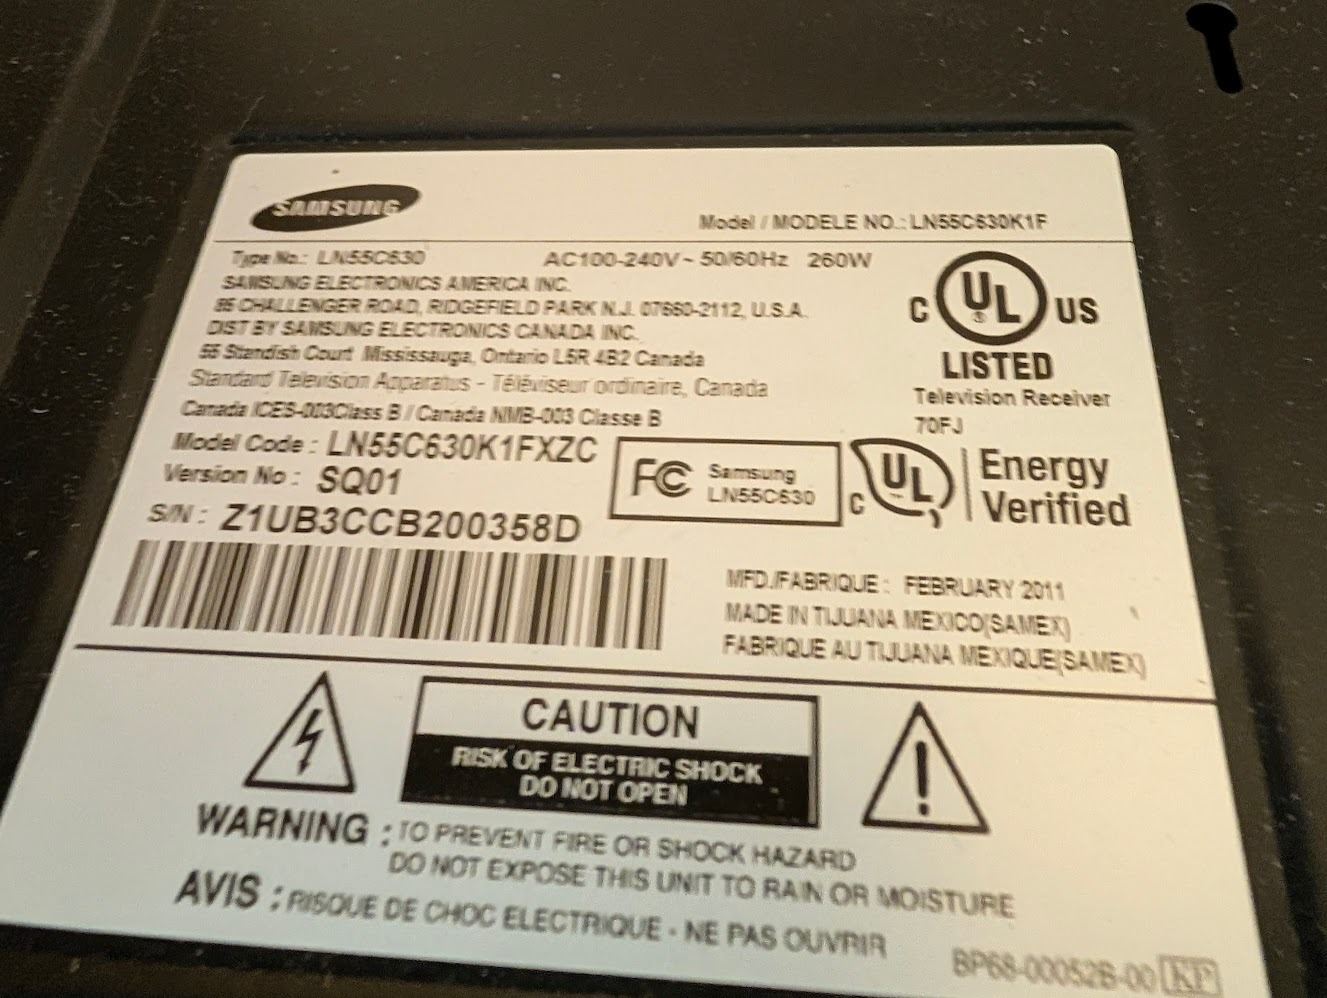 SAMSUNG
Model / MODELE NO.: LN55C630K1F
Type No.: LN55C630 AC100-240V~ 50/60Hz 260W
SAMSUNG ELECTRONICS AMERICA INC.
85 CHALLENGER ROAD, RIDGEFIELD PARK N.J. 07660-2112, U.S.A.
DIST BY SAMSUNG ELECTRONICS CANADA INC.
55 Standish Court Mississauga, Ontario L5R 4B2 Canada
Standard Television Apparatus - Téléviseur ordinaire, Canada
Canada ICES-003Class B / Canada NMB-003 Classe B
Model Code : LN55C630K1FXZC
Version No : SQ01
S/N : Z1UB3CCB200358D
C UL ® US
LISTED
Television Receiver
70FJ
FC Samsung
LN55C630
C UL Energy
Verified
MFD./FABRIQUE : FEBRUARY 2011
MADE IN TIJUANA MEXICO(SAMEX)
FABRIQUE AU TIJUANA MEXIQUE(SAMEX)
CAUTION
RISK OF ELECTRIC SHOCK
DO NOT OPEN
WARNING : TO PREVENT FIRE OR SHOCK HAZARD
DO NOT EXPOSE THIS UNIT TO RAIN OR MOISTURE
AVIS : RISQUE DE CHOC ELECTRIQUE - NE PAS OUVRIR
BP68-00052B-00 KP